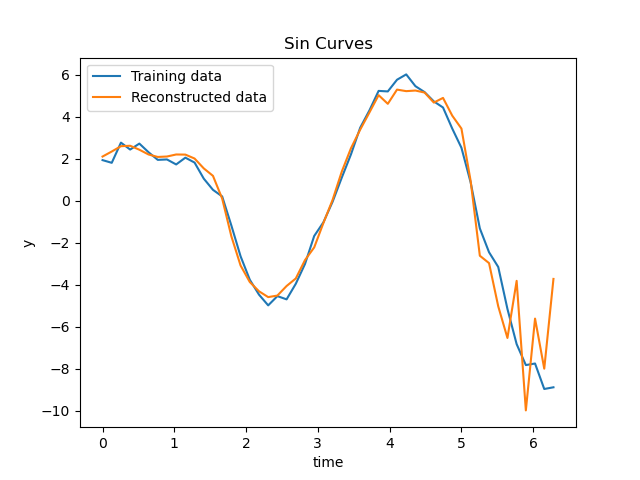 Sin Curves
Training data
Reconstructed data
y
6
4
2
0
−2
−4
−6
−8
−10
0 1 2 3 4 5 6
time